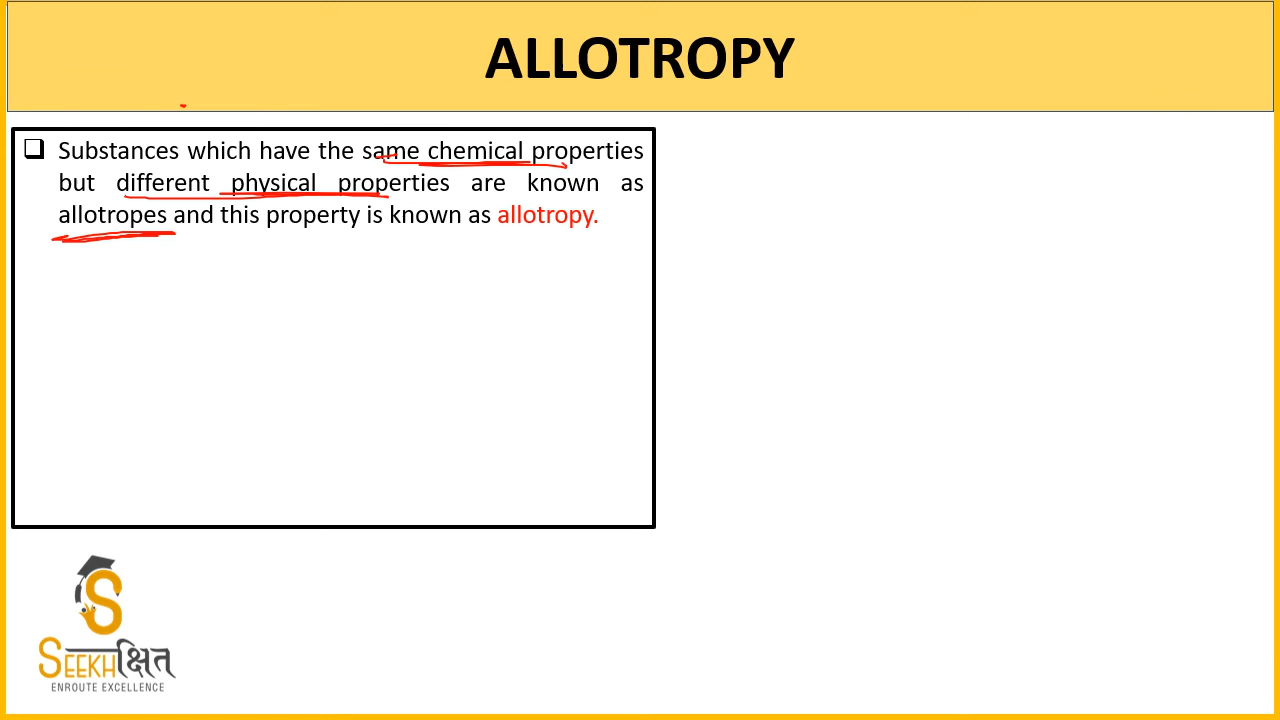 ALLOTROPY
Substances which have the same chemical properties
but different physical properties are known as
allotropes and this property is known as allotropy.
S
SEEKHक्षित
ENROUTE EXCELLENCE